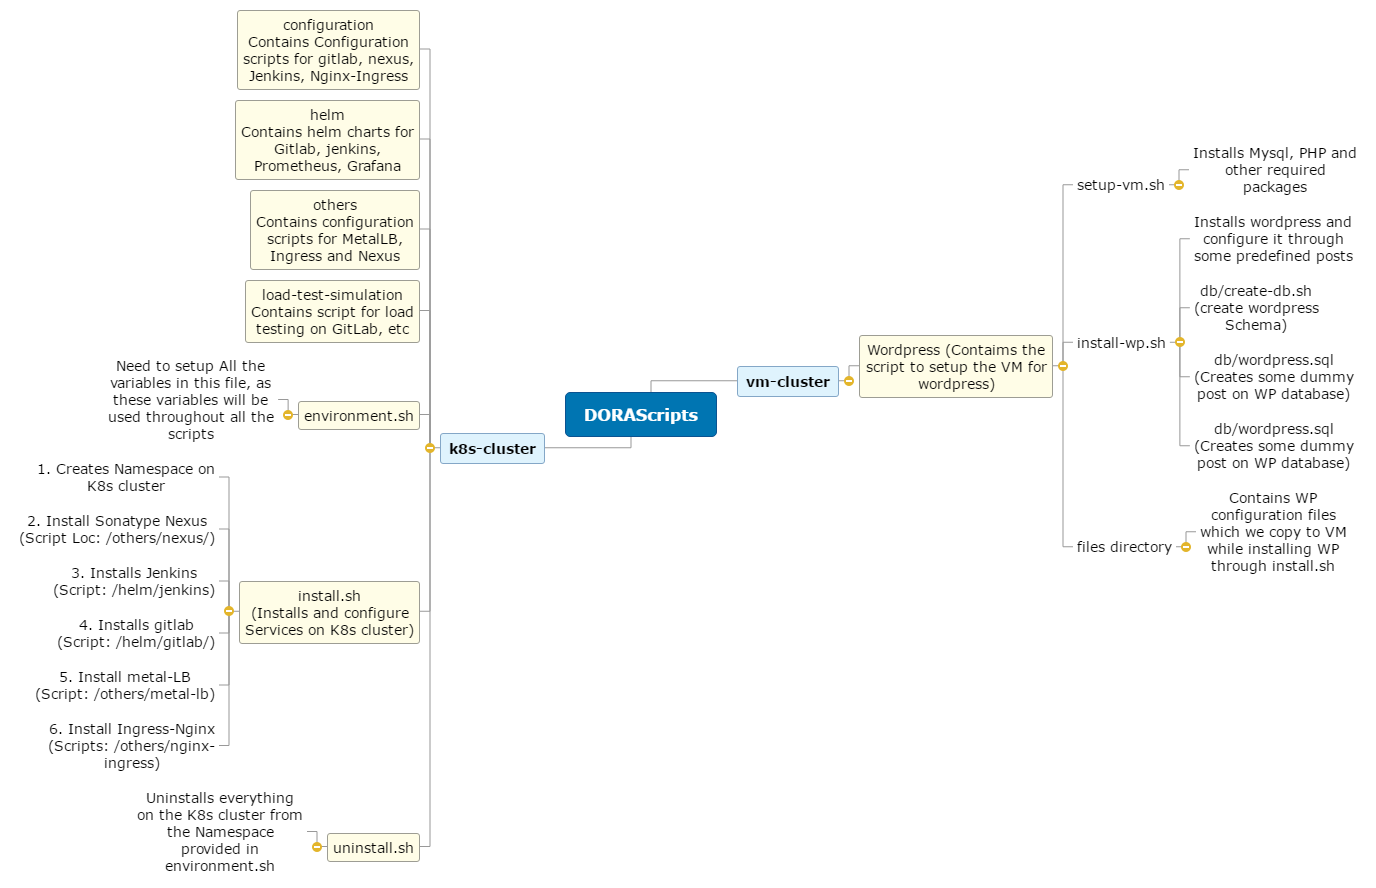 configuration
Contains Configuration
scripts for gitlab, nexus,
Jenkins, Nginx-Ingress
helm
Contains helm charts for
Gitlab, jenkins,
Prometheus, Grafana
others
Contains configuration
scripts for MetalLB,
Ingress and Nexus
load-test-simulation
Contains script for load
testing on GitLab, etc
Need to setup All the
variables in this file, as
these variables will be
used throughout all the
scripts
environment.sh
1. Creates Namespace on
K8s cluster
2. Install Sonatype Nexus
(Script Loc: /others/nexus/)
3. Installs Jenkins
(Script: /helm/jenkins)
4. Installs gitlab
(Script: /helm/gitlab/)
5. Install metal-LB
(Script: /others/metal-lb)
6. Install Ingress-Nginx
(Scripts: /others/nginx-
ingress)
install.sh
(Installs and configure
Services on K8s cluster)
Uninstalls everything
on the K8s cluster from
the Namespace
provided in
environment.sh
uninstall.sh
k8s-cluster
DORAScripts
vm-cluster
Wordpress (Contaims the
script to setup the VM for
wordpress)
setup-vm.sh
Installs Mysql, PHP and
other required
packages
install-wp.sh
Installs wordpress and
configure it through
some predefined posts
db/create-db.sh
(create wordpress
Schema)
db/wordpress.sql
(Creates some dummy
post on WP database)
db/wordpress.sql
(Creates some dummy
post on WP database)
files directory
Contains WP
configuration files
which we copy to VM
while installing WP
through install.sh